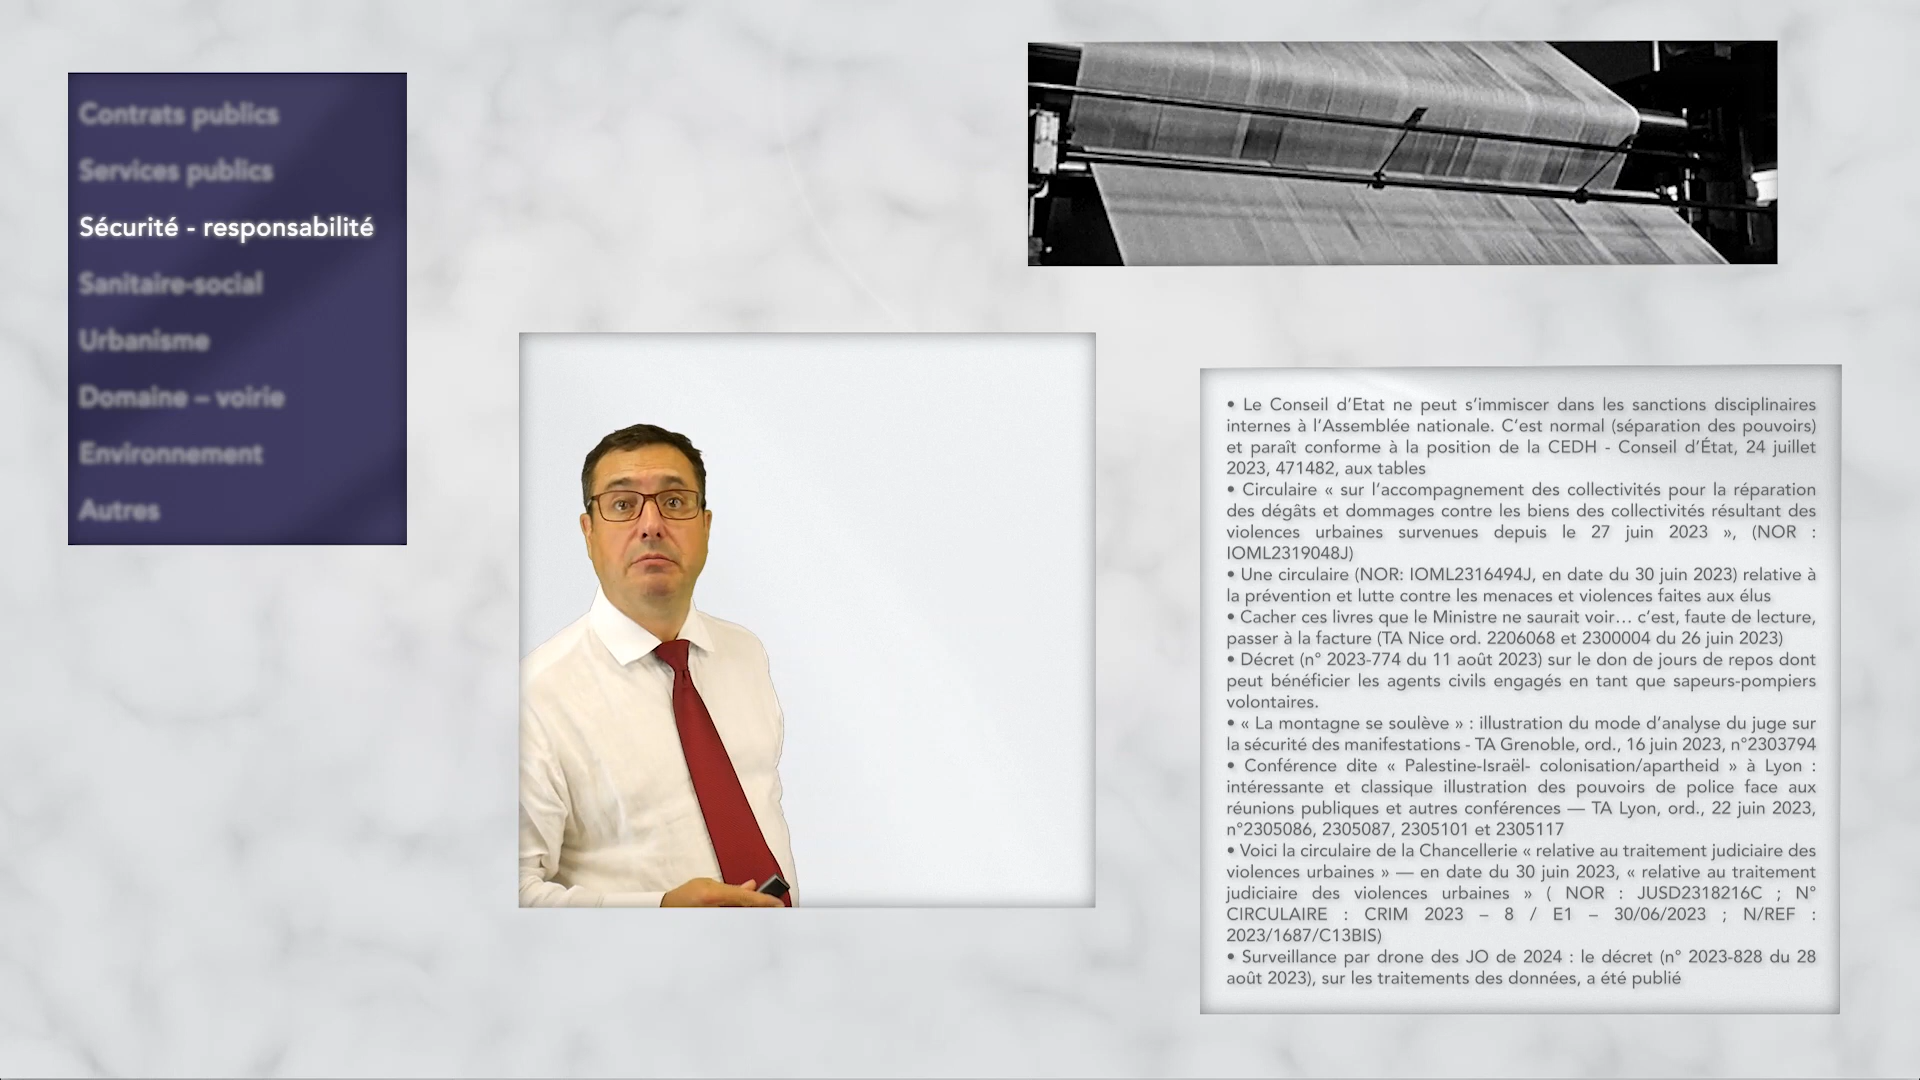 Contrats publics
Services publics
Sécurité - responsabilité
Sanitaire-social
Urbanisme
Domaine – voirie
Environnement
Autres
• Le Conseil d’Etat ne peut s’immiscer dans les sanctions disciplinaires
internes à l’Assemblée nationale. C’est normal (séparation des pouvoirs)
et paraît conforme à la position de la CEDH - Conseil d’État, 24 juillet
2023, 471482, aux tables
• Circulaire « sur l’accompagnement des collectivités pour la réparation
des dégâts et dommages contre les biens des collectivités résultant des
violences urbaines survenues depuis le 27 juin 2023 », (NOR :
IOML2319048J)
• Une circulaire (NOR: IOML2316494J, en date du 30 juin 2023) relative à
la prévention et lutte contre les menaces et violences faites aux élus
• Cacher ces livres que le Ministre ne saurait voir… c’est, faute de lecture,
passer à la facture (TA Nice ord. 2206068 et 2300004 du 26 juin 2023)
• Décret (n° 2023-774 du 11 août 2023) sur le don de jours de repos dont
peut bénéficier les agents civils engagés en tant que sapeurs-pompiers
volontaires.
• « La montagne se soulève » : illustration du mode d’analyse du juge sur
la sécurité des manifestations - TA Grenoble, ord., 16 juin 2023, n°2303794
• Conférence dite « Palestine-Israël- colonisation/apartheid » à Lyon :
intéressante et classique illustration des pouvoirs de police face aux
réunions publiques et autres conférences — TA Lyon, ord., 22 juin 2023,
n°2305086, 2305087, 2305101 et 2305117
• Voici la circulaire de la Chancellerie « relative au traitement judiciaire des
violences urbaines » — en date du 30 juin 2023, « relative au traitement
judiciaire des violences urbaines » ( NOR : JUSD2318216C ; N°
CIRCULAIRE : CRIM 2023 – 8 / E1 – 30/06/2023 ; N/REF :
2023/1687/C13BIS)
• Surveillance par drone des JO de 2024 : le décret (n° 2023-828 du 28
août 2023), sur les traitements des données, a été publié